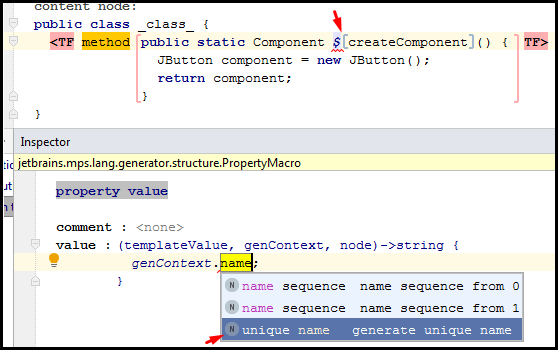 content node:
public class _class_ {
<TF method public static Component $[createComponent]() { TF>
JButton component = new JButton();
return component;
}
}
Inspector
jetbrains.mps.lang.generator.structure.PropertyMacro
property value
comment : <none>
value : (templateValue, genContext, node)->string {
genContext.name;
}
N name sequence name sequence from 0
N name sequence name sequence from 1
N unique name generate unique name